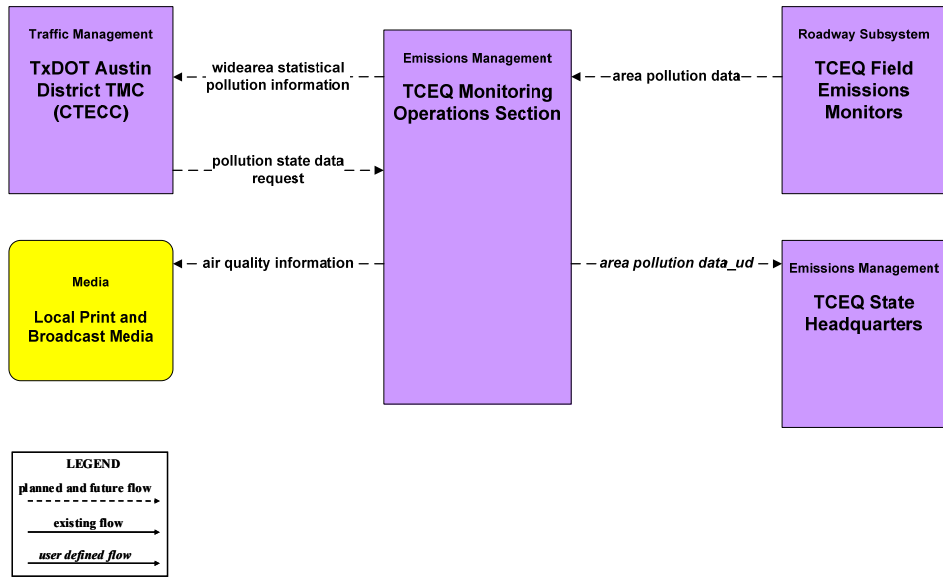 Traffic Management
TxDOT Austin
District TMC
(CTECC)
widearea statistical
pollution information
pollution state data
request
Emissions Management
TCEQ Monitoring
Operations Section
area pollution data
Roadway Subsystem
TCEQ Field
Emissions
Monitors
Media
Local Print and
Broadcast Media
air quality information
area pollution data_ud
Emissions Management
TCEQ State
Headquarters
LEGEND
planned and future flow
existing flow
user defined flow